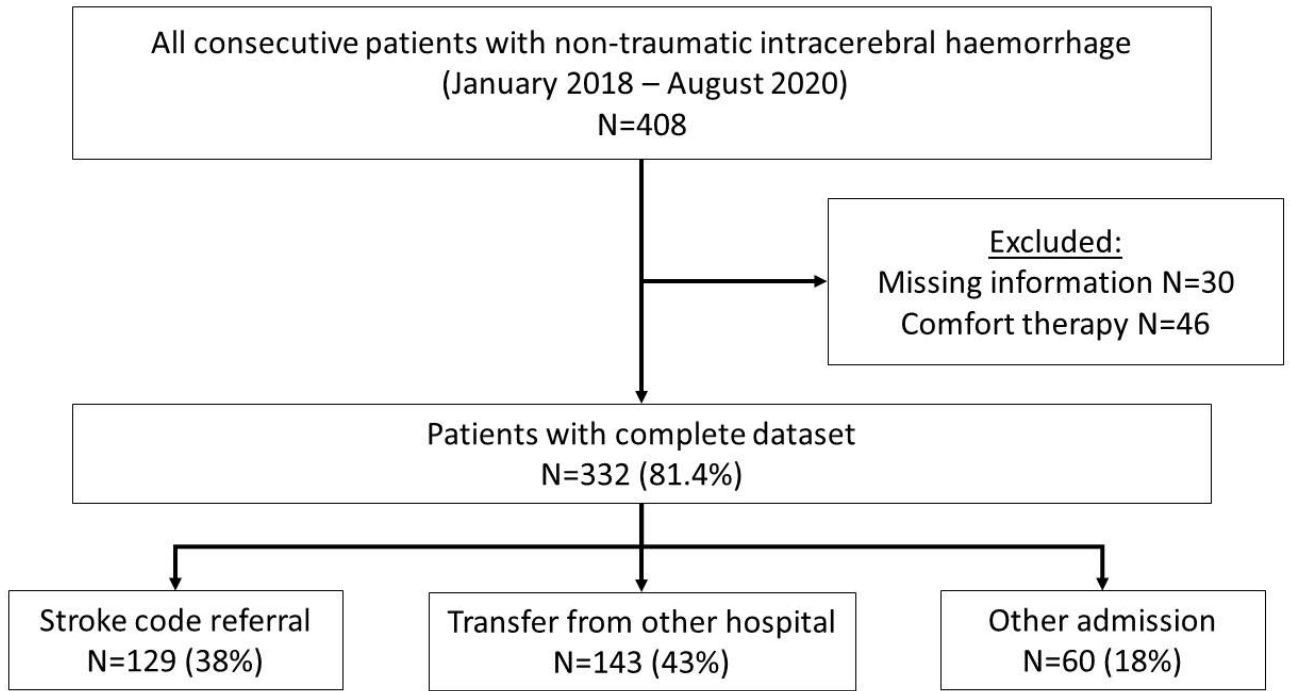 All consecutive patients with non-traumatic intracerebral haemorrhage
(January 2018 – August 2020)
N=408
Excluded:
Missing information N=30
Comfort therapy N=46
Patients with complete dataset
N=332 (81.4%)
Stroke code referral
N=129 (38%)
Transfer from other hospital
N=143 (43%)
Other admission
N=60 (18%)